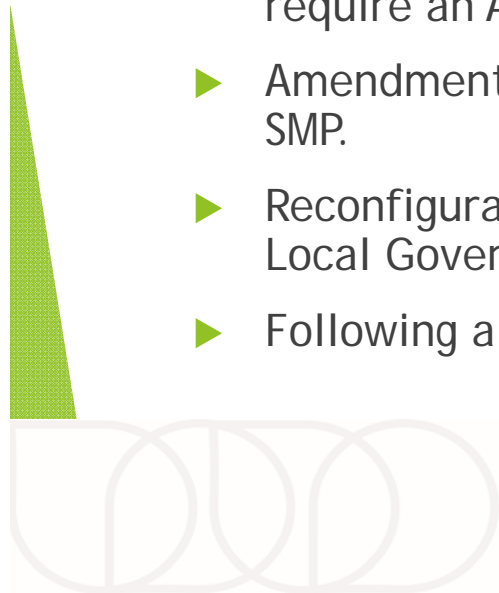 require an A
Amendment
SMP.
Reconfigura
Local Gover
Following a